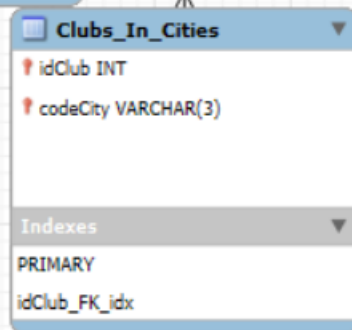 Clubs_In_Cities
idClub INT
codeCity VARCHAR(3)
Indexes
PRIMARY
idClub_FK_idx